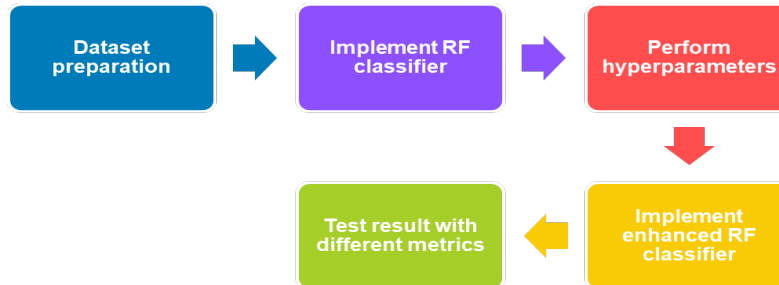 Dataset
preparation
Implement RF
classifier
Perform
hyperparameters
Implement
enhanced RF
classifier
Test result with
different metrics